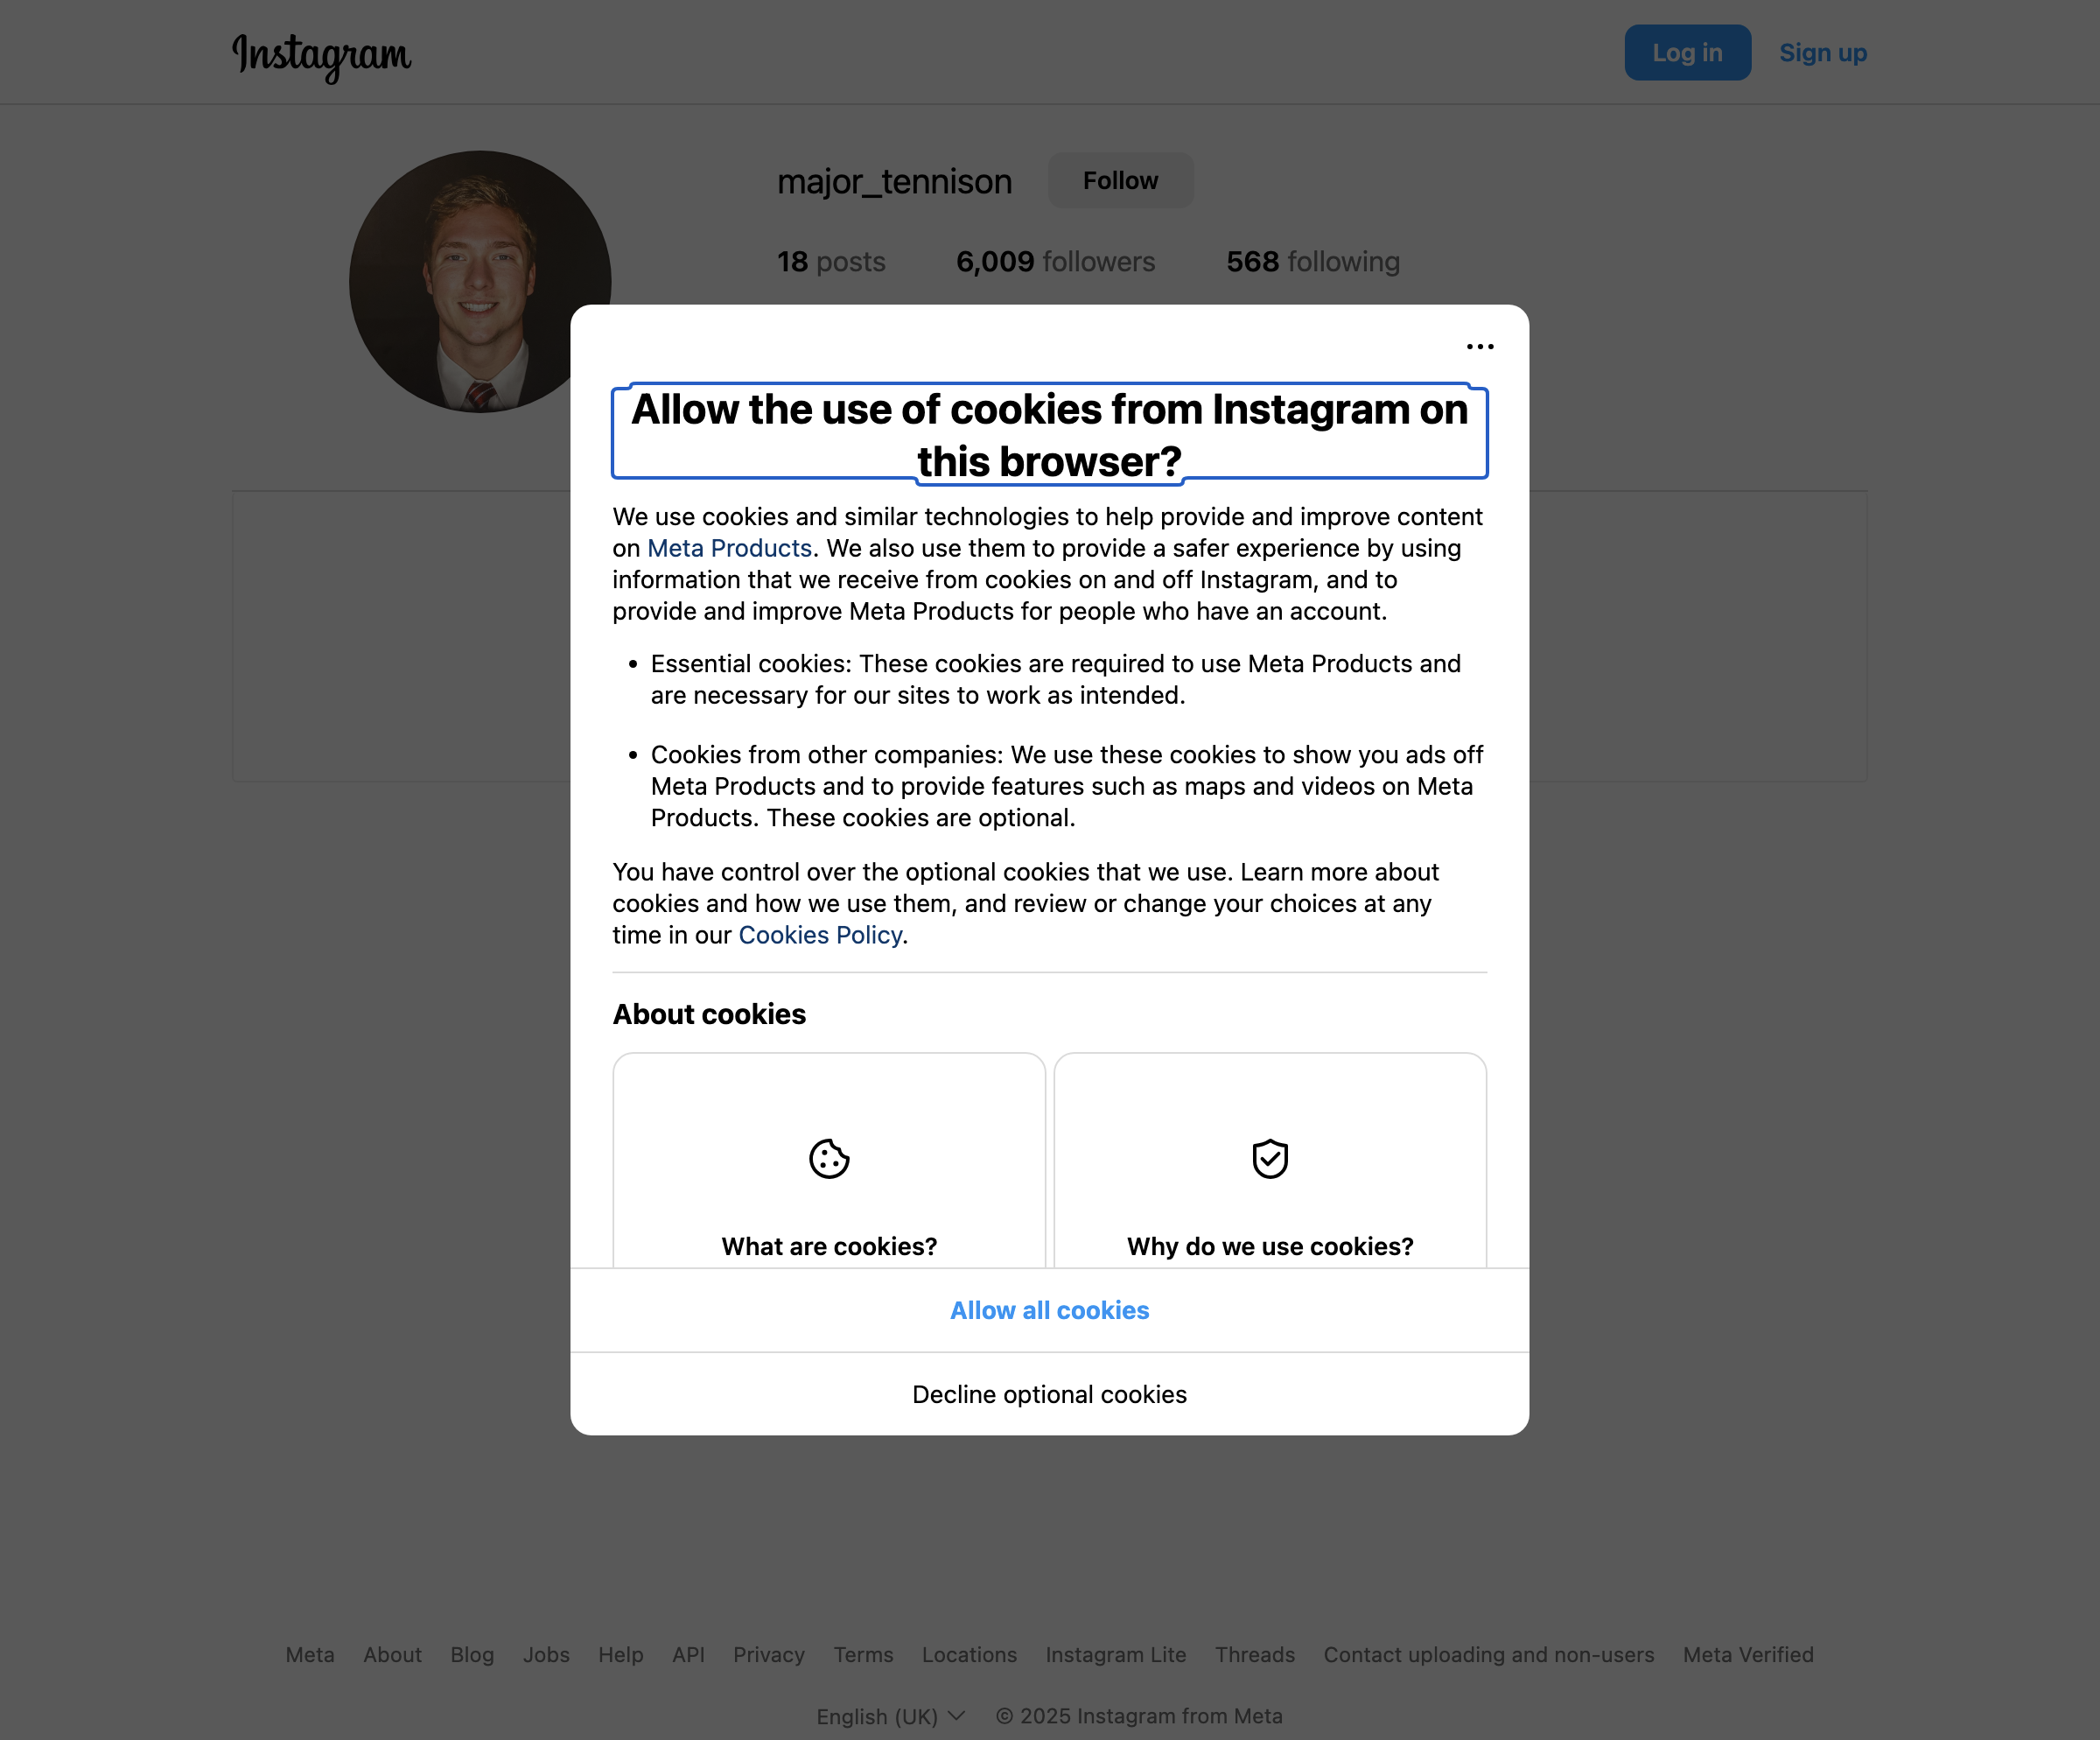 Instagram
Log in
Sign up
major_tennison
Follow
18 posts
6,009 followers
568 following
Allow the use of cookies from Instagram on
this browser?
We use cookies and similar technologies to help provide and improve content
on Meta Products. We also use them to provide a safer experience by using
information that we receive from cookies on and off Instagram, and to
provide and improve Meta Products for people who have an account.
• Essential cookies: These cookies are required to use Meta Products and
are necessary for our sites to work as intended.
• Cookies from other companies: We use these cookies to show you ads off
Meta Products and to provide features such as maps and videos on Meta
Products. These cookies are optional.
You have control over the optional cookies that we use. Learn more about
cookies and how we use them, and review or change your choices at any
time in our Cookies Policy.
About cookies
What are cookies?
Why do we use cookies?
Allow all cookies
Decline optional cookies
Meta About Blog Jobs Help API Privacy Terms Locations Instagram Lite Threads Contact uploading and non-users Meta Verified
English (UK) © 2025 Instagram from Meta